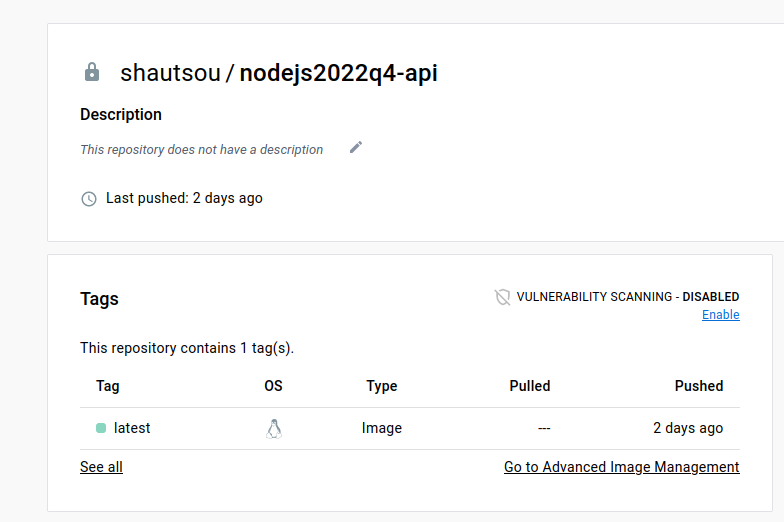 shautsou / nodejs2022q4-api
Description
This repository does not have a description
Last pushed: 2 days ago
Tags
VULNERABILITY SCANNING - DISABLED
Enable
This repository contains 1 tag(s).
Tag OS Type Pulled Pushed
latest Image --- 2 days ago
See all Go to Advanced Image Management